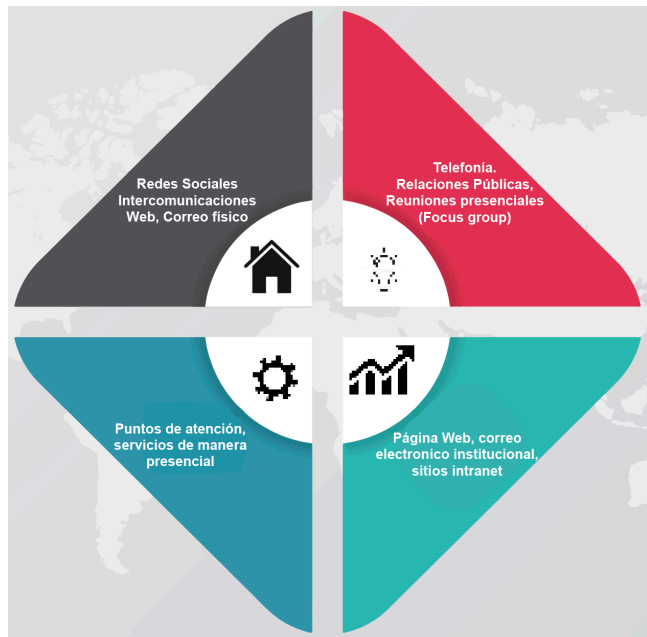 Redes Sociales
Intercomunicaciones
Web, Correo físico
Telefonía.
Relaciones Públicas,
Reuniones presenciales
(Focus group)
Puntos de atención,
servicios de manera
presencial
Página Web, correo
electronico institucional,
sitios intranet